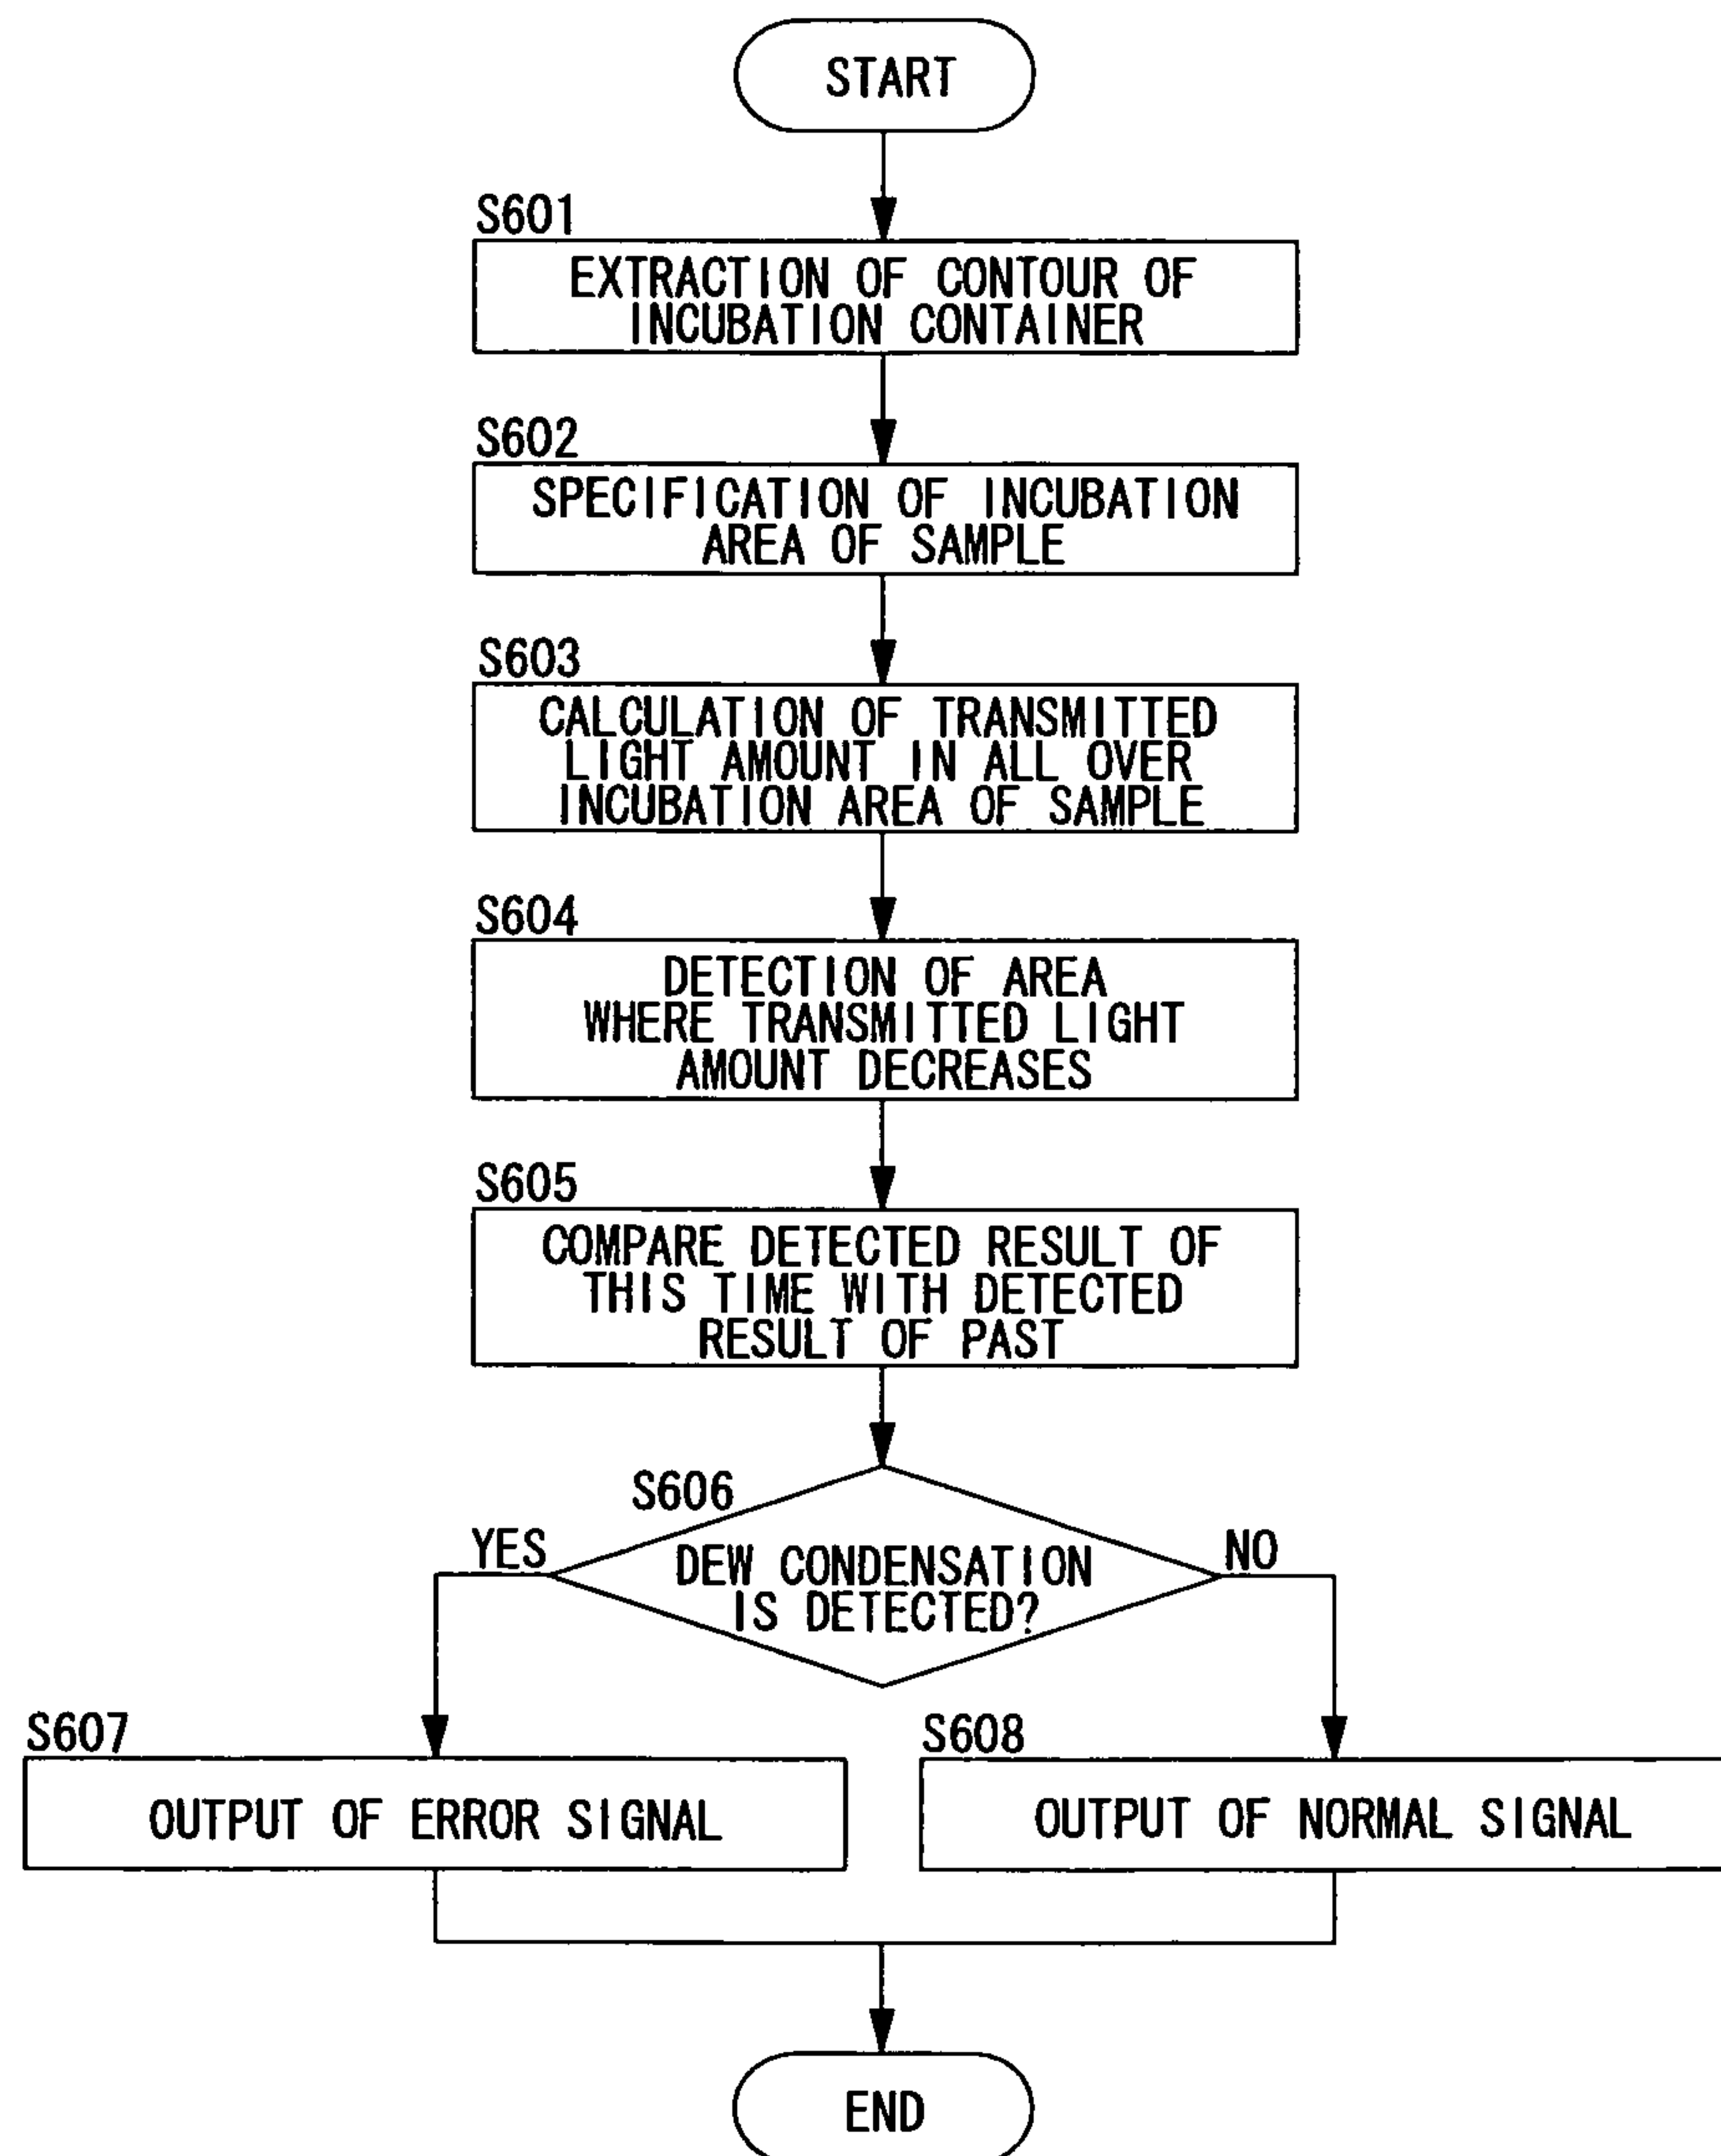 START
S601
EXTRACTION OF CONTOUR OF
INCUBATION CONTAINER
S602
SPECIFICATION OF INCUBATION
AREA OF SAMPLE
S603
CALCULATION OF TRANSMITTED
LIGHT AMOUNT IN ALL OVER
INCUBATION AREA OF SAMPLE
S604
DETECTION OF AREA
WHERE TRANSMITTED LIGHT
AMOUNT DECREASES
S605
COMPARE DETECTED RESULT OF
THIS TIME WITH DETECTED
RESULT OF PAST
S606
YES
NO
DEW CONDENSATION
IS DETECTED?
S607
OUTPUT OF ERROR SIGNAL
S608
OUTPUT OF NORMAL SIGNAL
END